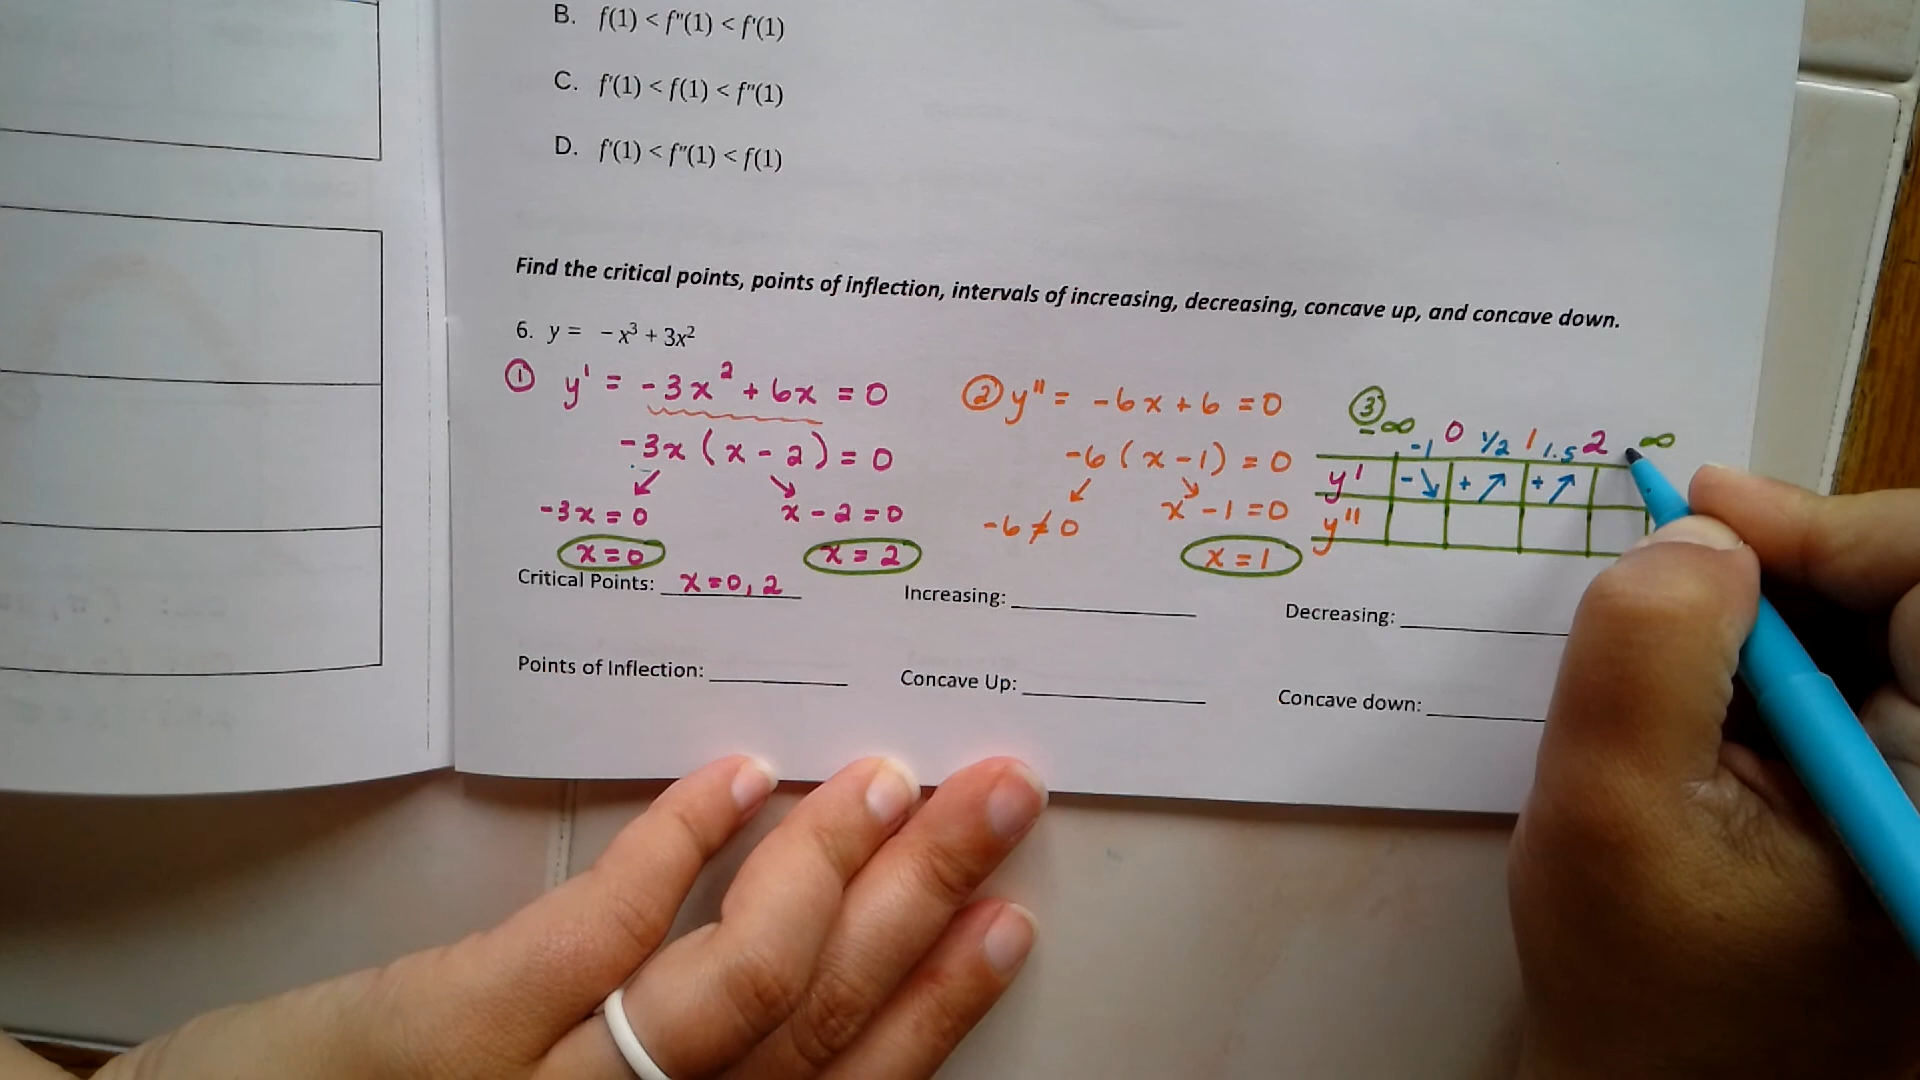 B. f(1) < f"(1) < f'(1)
C. f'(1) < f(1) < f"(1)
D. f'(1) < f"(1) < f(1)
Find the critical points, points of inflection, intervals of increasing, decreasing, concave up, and concave down.
6. y = - x³ + 3x²
① y' = -3x² + 6x = 0
-3x (x - 2) = 0
-3x = 0 x - 2 = 0
x = 0 x = 2
② y" = -6x + 6 = 0
-6 (x - 1) = 0
-6 ≠ 0 x - 1 = 0
x = 1
③
-∞ -1 0 1/2 1 1.5 2 ∞
y' - ↘ + ↗ + ↗
y"
Critical Points: x = 0, 2 Increasing: Decreasing:
Points of Inflection: Concave Up: Concave down: